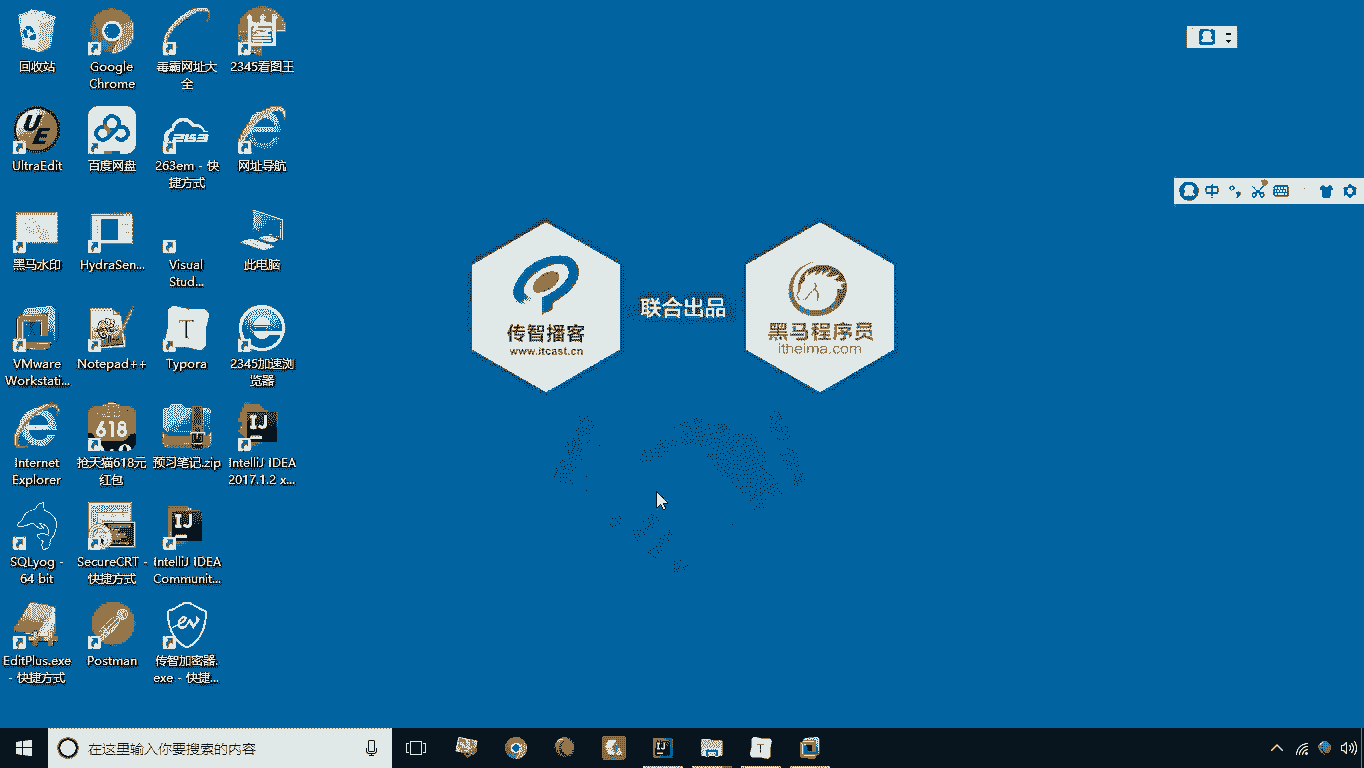 回收站
Google
Chrome
毒霸网址大
全
2345看图王
UltraEdit
百度网盘
263em - 快
捷方式
网址导航
黑马水印
HydraSen...
Visual
Stud...
此电脑
VMware
Workstati...
Notepad++
Typora
2345加速浏
览器
Internet
Explorer
抢天猫618元
红包
预习笔记.zip
IntelliJ IDEA
2017.1.2 x...
SQLyog -
64 bit
SecureCRT -
快捷方式
IntelliJ IDEA
Communit...
EditPlus.exe
- 快捷方式
Postman
传智加密器.
exe - 快捷...
UE
263
618
IJ
IJ
T
ev
中
传智播客
www.itcast.cn
联合出品
黑马程序员
itheima.com
在这里输入你要搜索的内容
IJ
T